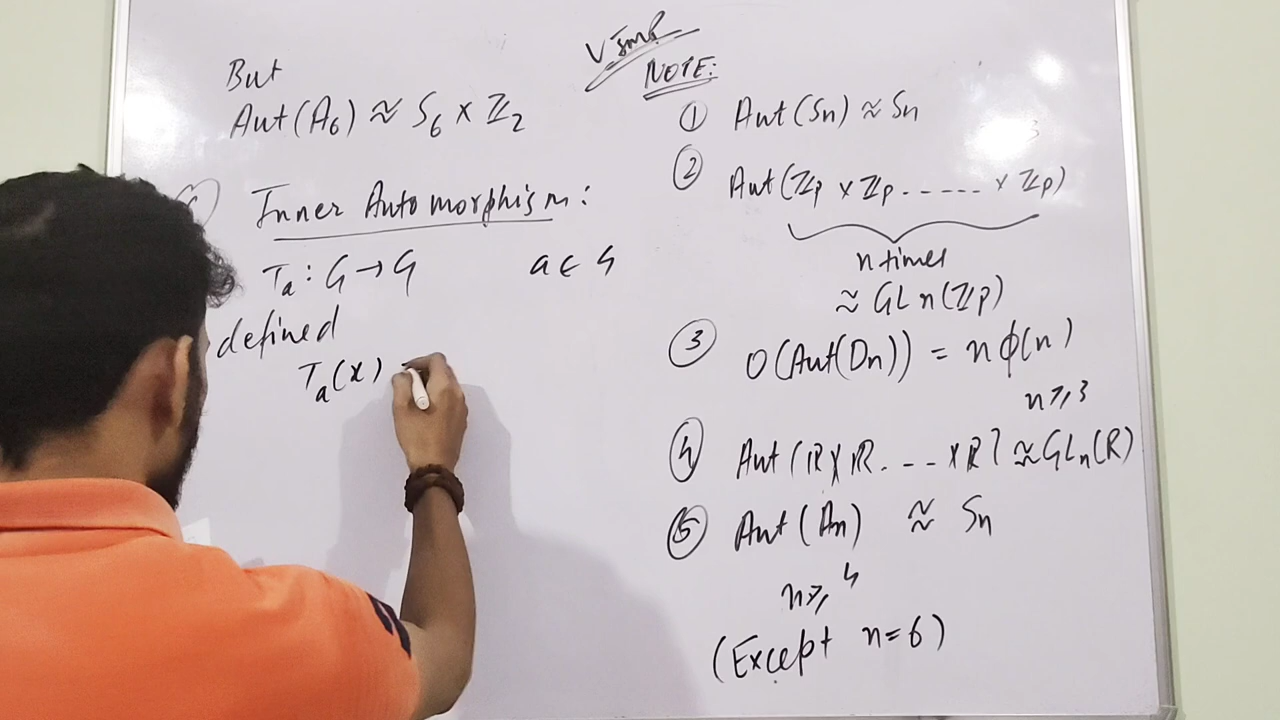 But
Aut(A₆) ≈ S₆ × ℤ₂
Inner Automorphism:
Tₐ : G → G a ∈ G
defined
Tₐ(x)
V Imp
NOTE:
① Aut(Sn) ≈ Sn
② Aut(ℤp × ℤp ------ × ℤp)
n times
≈ GLn(ℤp)
③ O(Aut(Dn)) = nϕ(n)
n ≥ 3
④ Aut(ℝ × ℝ. -- -- × ℝ) ≈ GLn(R)
⑤ Aut(An) ≈ Sn
n ≥ 4
(Except n=6)